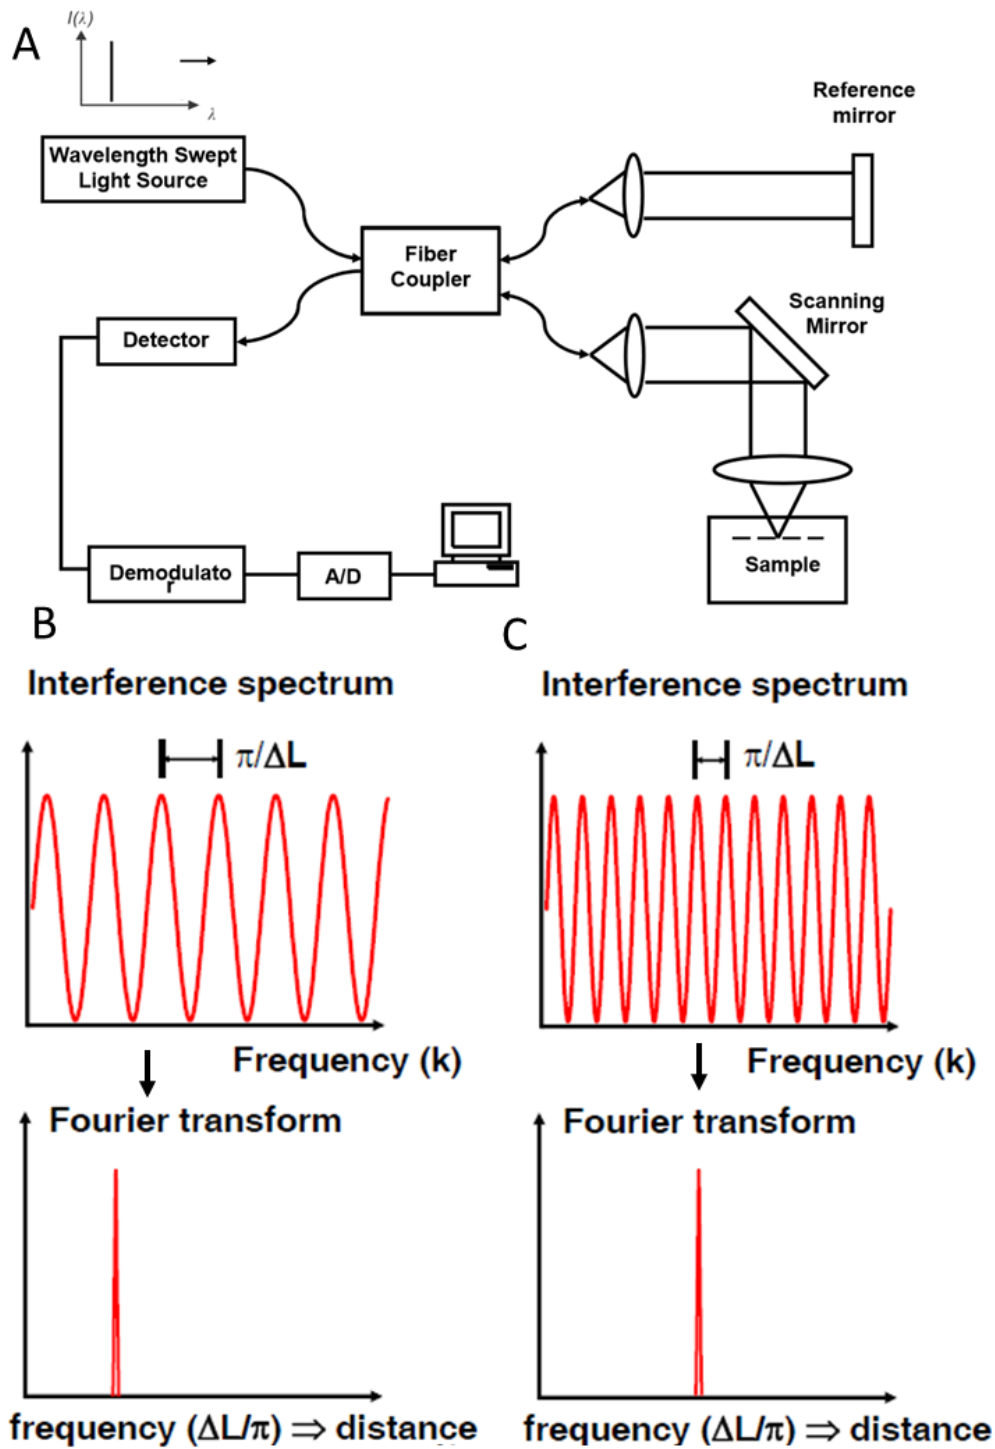 A
I(λ)
λ
Wavelength Swept
Light Source
Reference
mirror
Fiber
Coupler
Scanning
Mirror
Detector
Sample
Demodulato
r
A/D
B
C
Interference spectrum
π/ΔL
Frequency (k)
Fourier transform
frequency (ΔL/π) ⇒ distance
Interference spectrum
π/ΔL
Frequency (k)
Fourier transform
frequency (ΔL/π) ⇒ distance